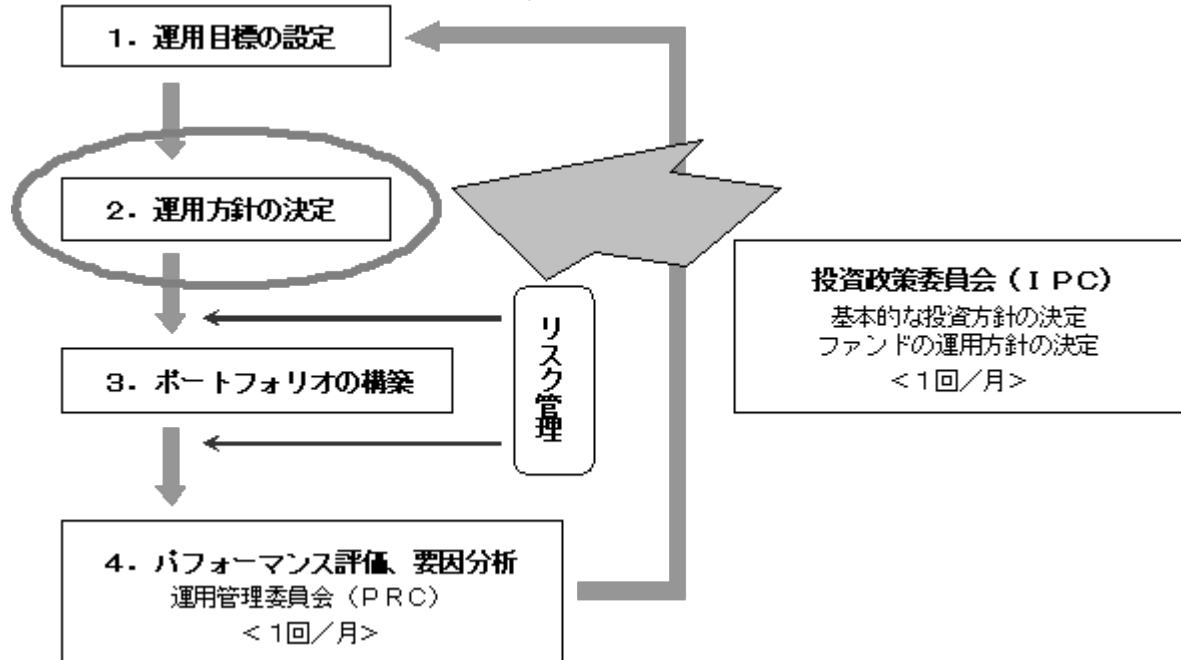 １．運用目標の設定
２．運用方針の決定
投資政策委員会（ＩＰＣ）
基本的な投資方針の決定
ファンドの運用方針の決定
＜１回／月＞
リスク管理
３．ポートフォリオの構築
４．パフォーマンス評価、要因分析
運用管理委員会（ＰＲＣ）
＜１回／月＞